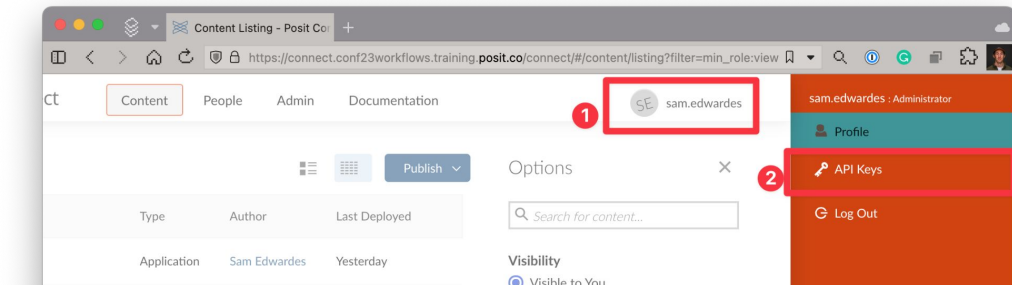 Content Listing - Posit Cor
https://connect.conf23workflows.training.posit.co/connect/#/content/listing?filter=min_role:view
ct Content People Admin Documentation
1
SE sam.edwardes
sam.edwardes : Administrator
Profile
2
API Keys
Log Out
Publish
Options
Search for content...
Type Author Last Deployed
Application Sam Edwardes Yesterday
Visibility
Visible to You